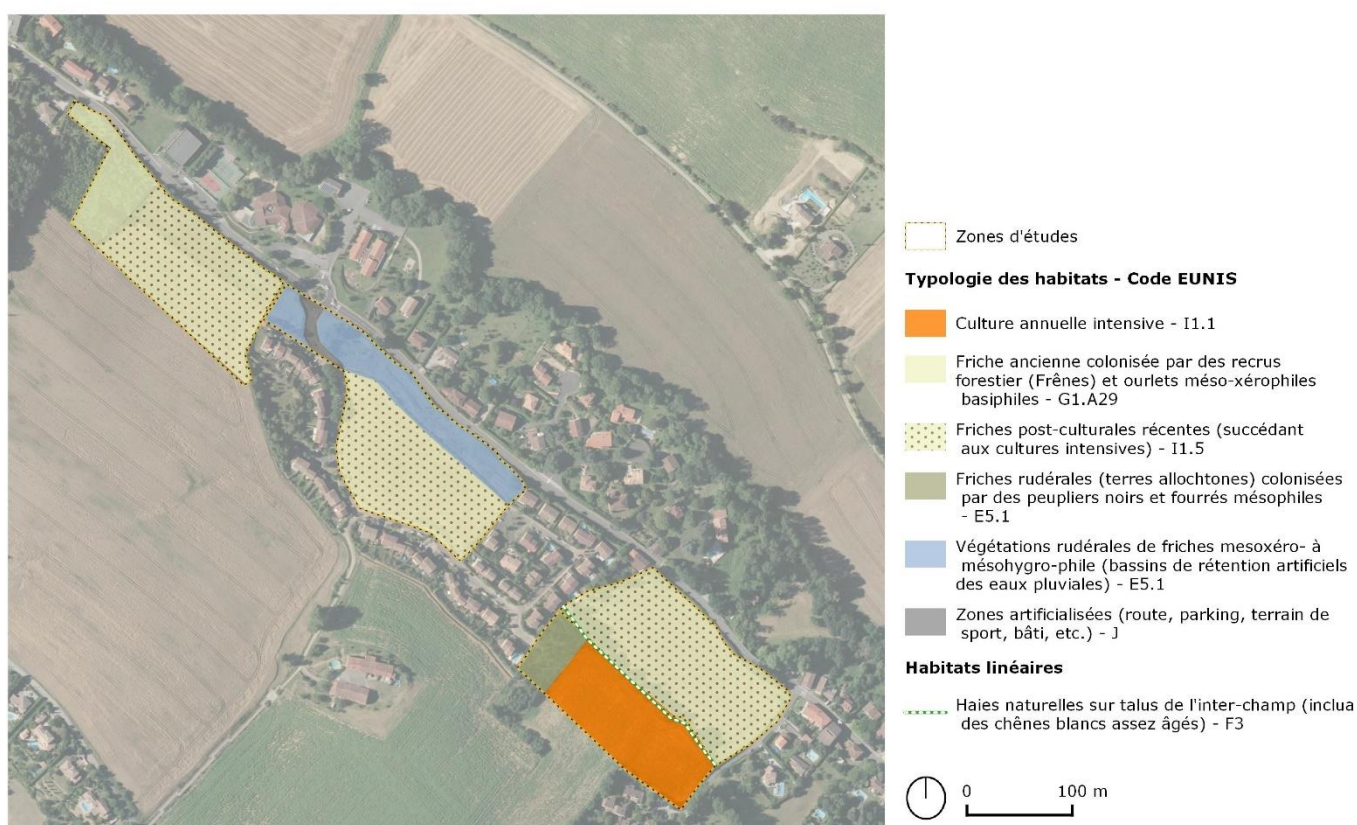 Zones d'études
Typologie des habitats - Code EUNIS
Culture annuelle intensive - I1.1
Friche ancienne colonisée par des recrus
forestier (Frênes) et ourlets méso-xérophiles
basiphiles - G1.A29
Friches post-culturales récentes (succédant
aux cultures intensives) - I1.5
Friches rudérales (terres allochtones) colonisées
par des peupliers noirs et fourrés mésophiles
- E5.1
Végétations rudérales de friches mesoxéro- à
mésohygro-phile (bassins de rétention artificiels
des eaux pluviales) - E5.1
Zones artificialisées (route, parking, terrain de
sport, bâti, etc.) - J
Habitats linéaires
Haies naturelles sur talus de l'inter-champ (inclua
des chênes blancs assez âgés) - F3
0 100 m